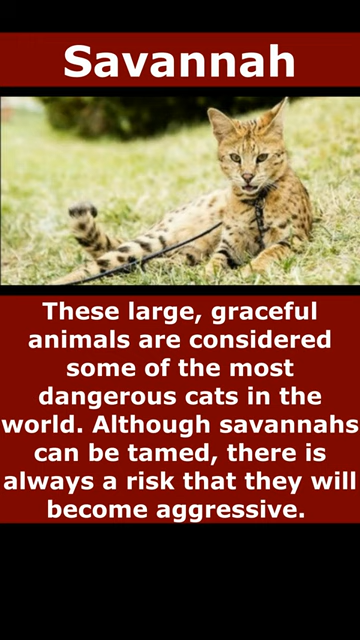 Savannah
These large, graceful
animals are considered
some of the most
dangerous cats in the
world. Although savannahs
can be tamed, there is
always a risk that they will
become aggressive.